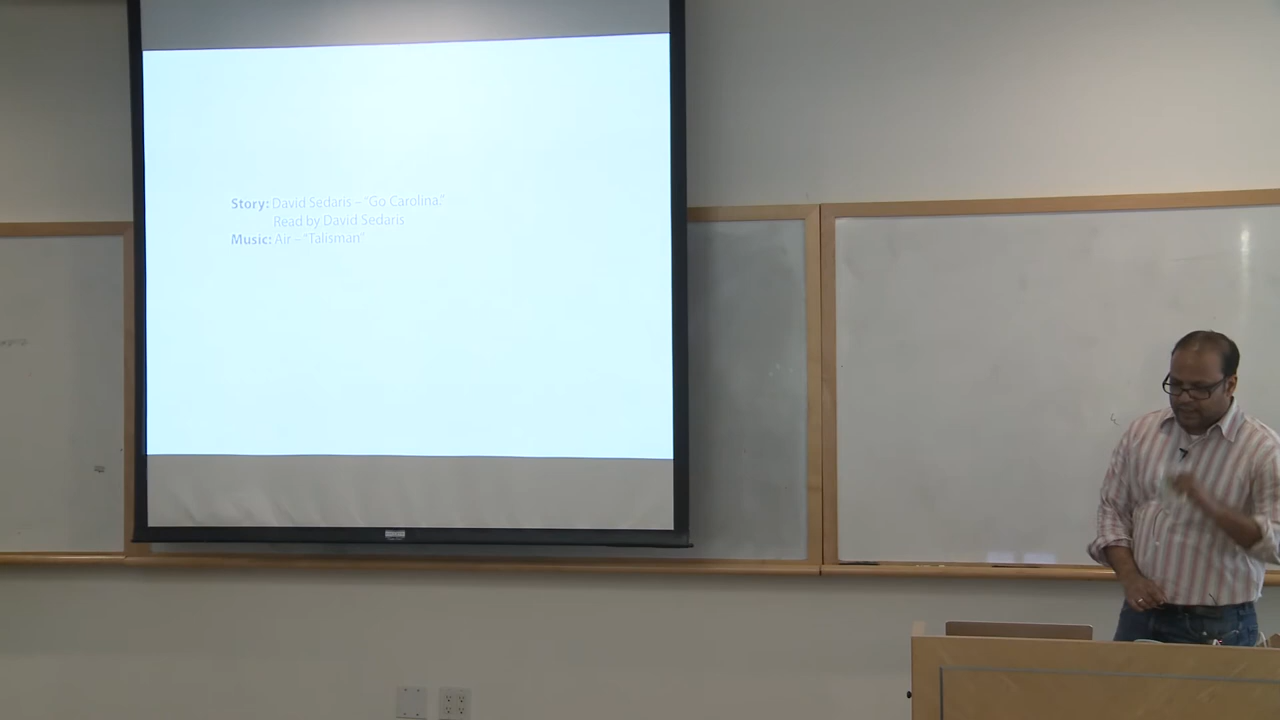 Story: David Sedaris – "Go Carolina."
Read by David Sedaris
Music: Air – "Talisman"